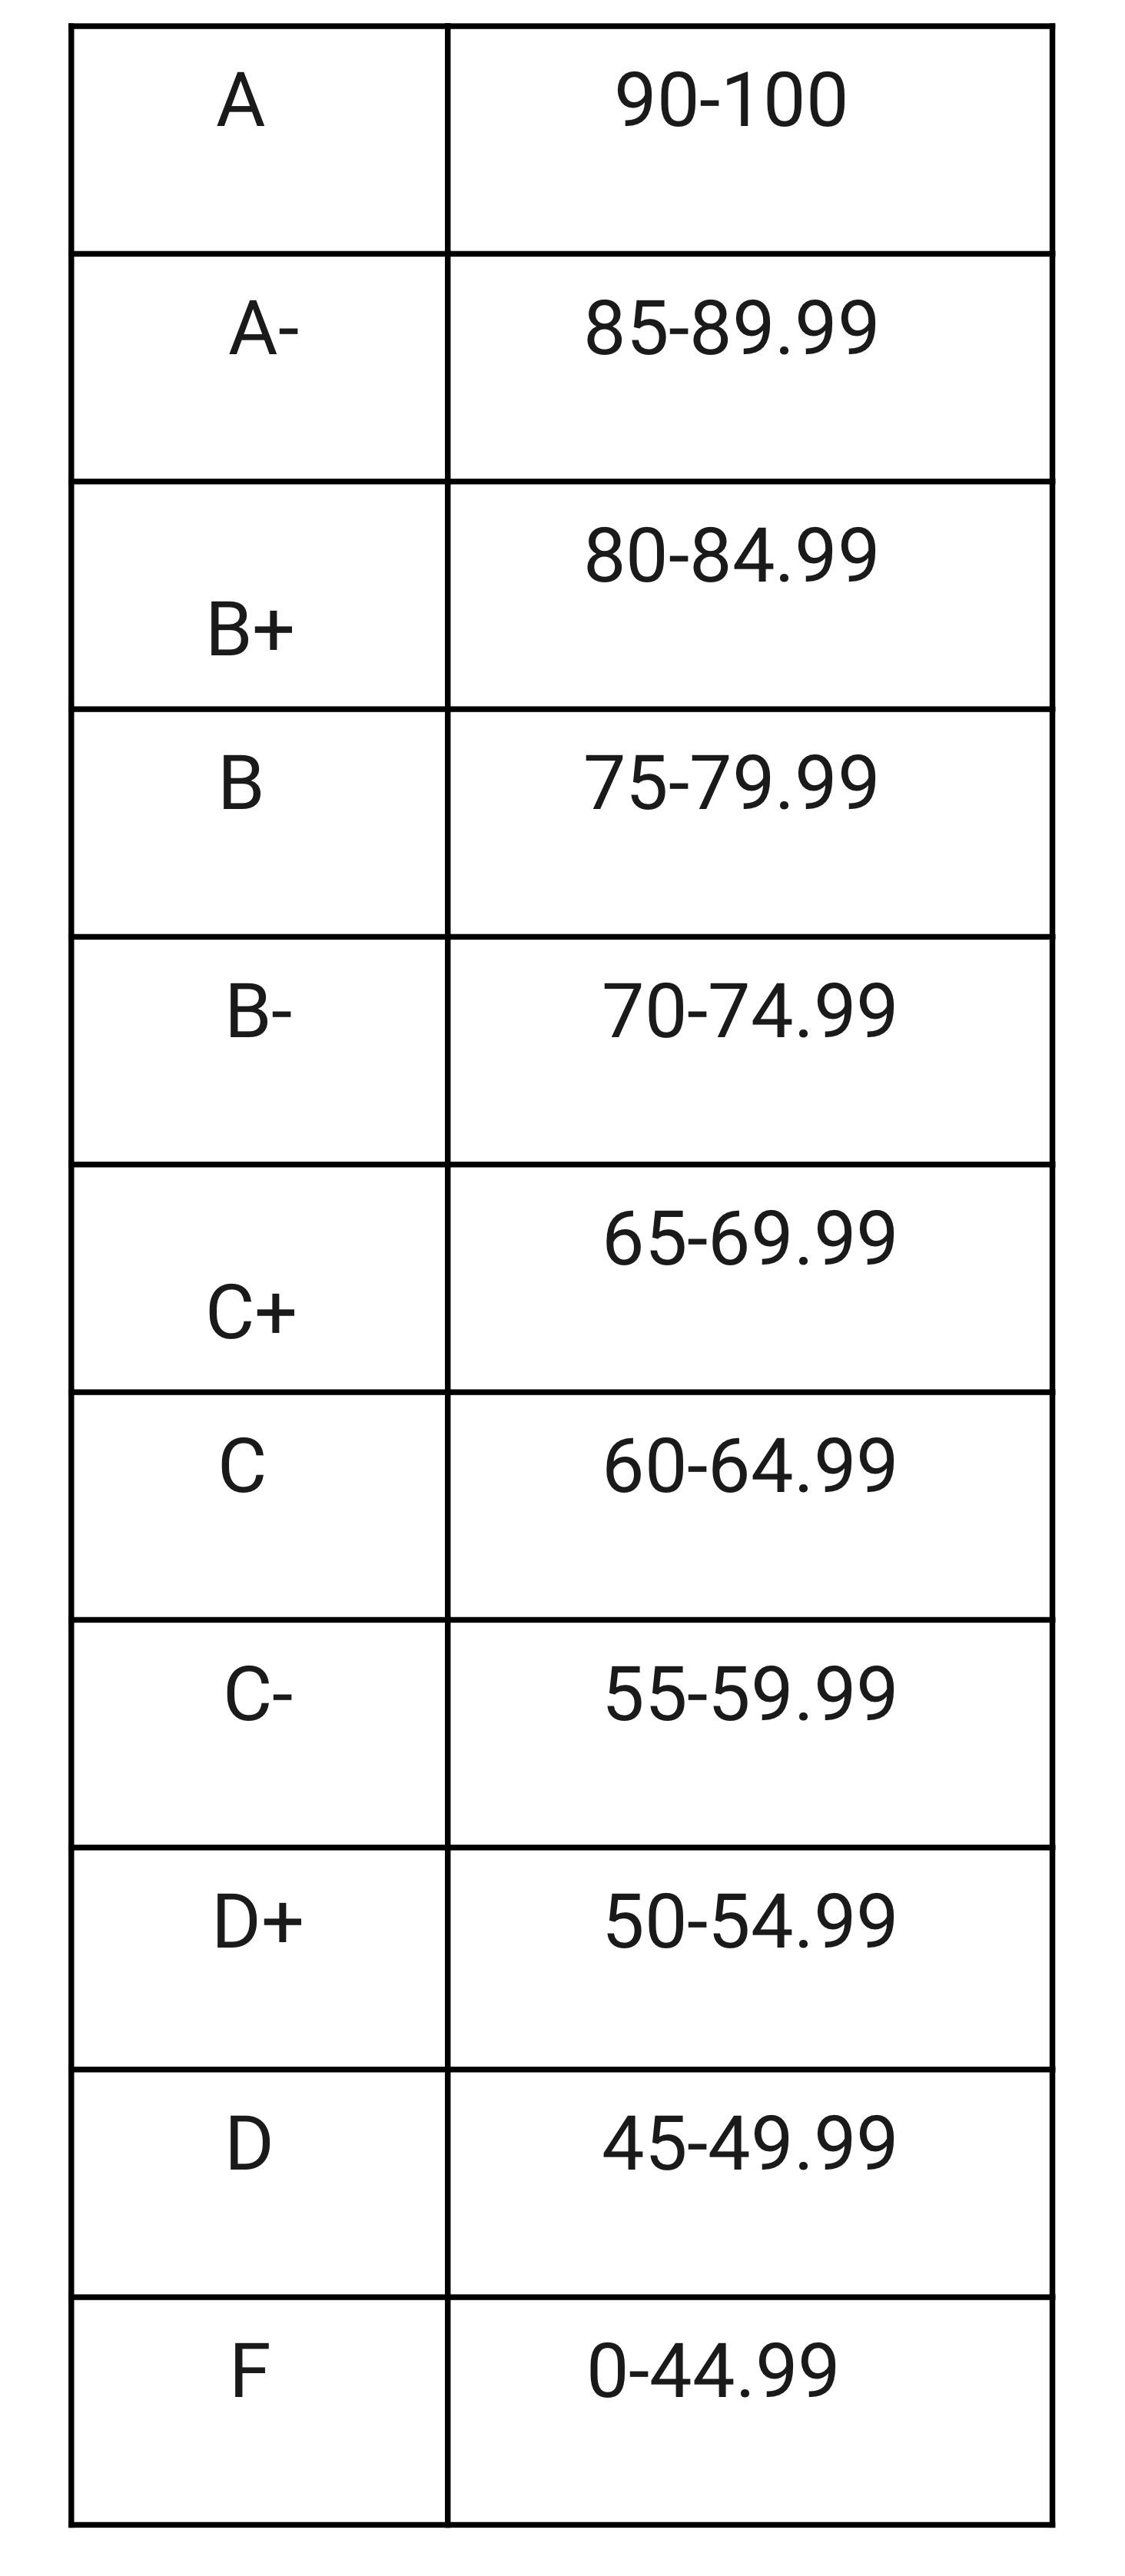 A 90-100
A- 85-89.99
B+ 80-84.99
B 75-79.99
B- 70-74.99
C+ 65-69.99
C 60-64.99
C- 55-59.99
D+ 50-54.99
D 45-49.99
F 0-44.99